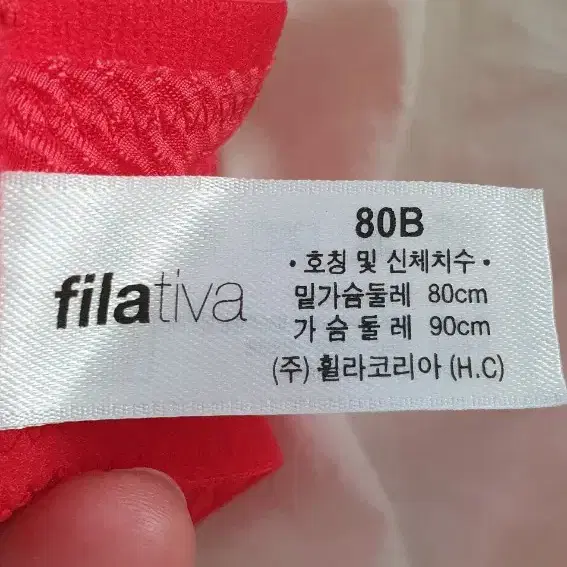 filativa
80B
• 호칭 및 신체치수 •
밑가슴둘레 80cm
가 슴 둘 레 90cm
(주) 휠라코리아 (H.C)